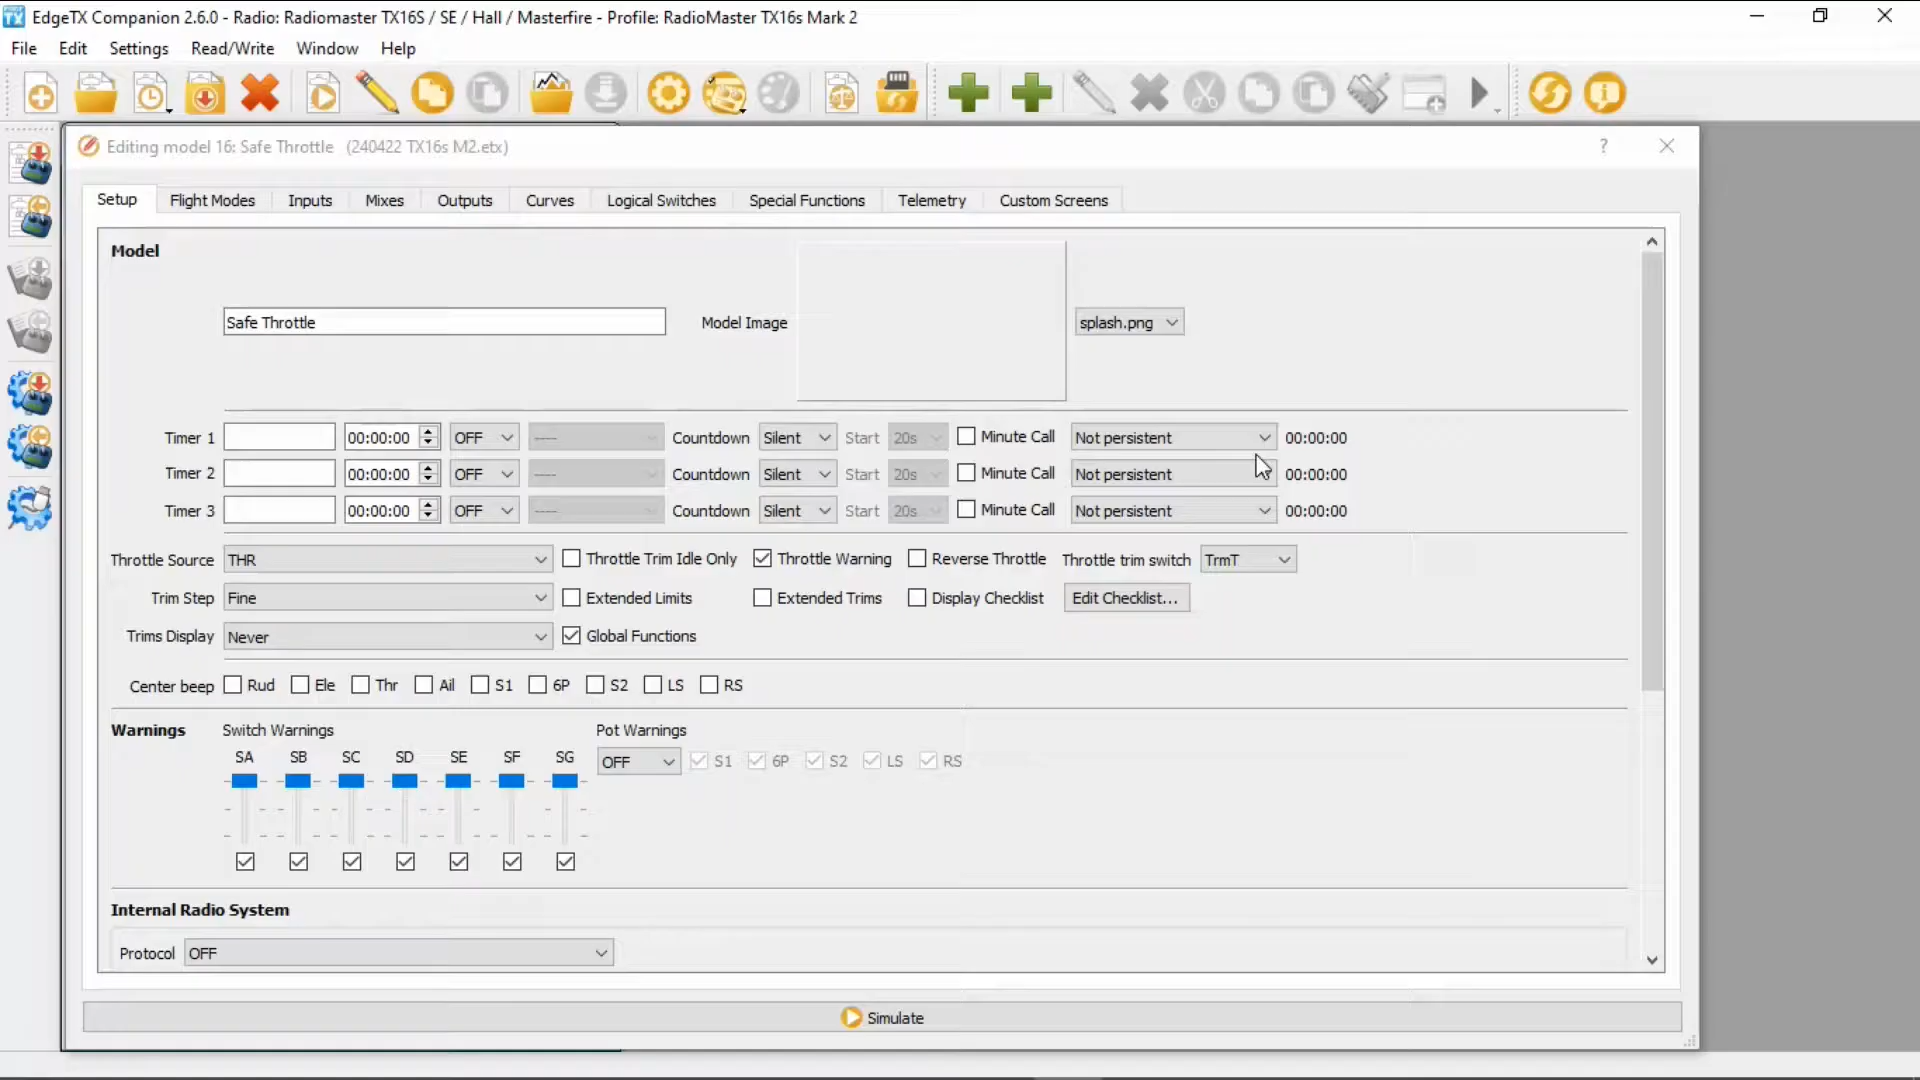 EdgeTX Companion 2.6.0 - Radio: Radiomaster TX16S / SE / Hall / Masterfire - Profile: RadioMaster TX16s Mark 2
File Edit Settings Read/Write Window Help
Editing model 16: Safe Throttle (240422 TX16s M2.etx) ?
Setup Flight Modes Inputs Mixes Outputs Curves Logical Switches Special Functions Telemetry Custom Screens
Model
Safe Throttle Model Image splash.png
Timer 1 00:00:00 OFF ---- Countdown Silent Start 20s Minute Call Not persistent 00:00:00
Timer 2 00:00:00 OFF ---- Countdown Silent Start 20s Minute Call Not persistent 00:00:00
Timer 3 00:00:00 OFF ---- Countdown Silent Start 20s Minute Call Not persistent 00:00:00
Throttle Source THR Throttle Trim Idle Only Throttle Warning Reverse Throttle Throttle trim switch TrmT
Trim Step Fine Extended Limits Extended Trims Display Checklist Edit Checklist...
Trims Display Never Global Functions
Center beep Rud Ele Thr Ail S1 6P S2 LS RS
Warnings Switch Warnings Pot Warnings
SA SB SC SD SE SF SG
OFF S1 6P S2 LS RS
Internal Radio System
Protocol OFF
Simulate